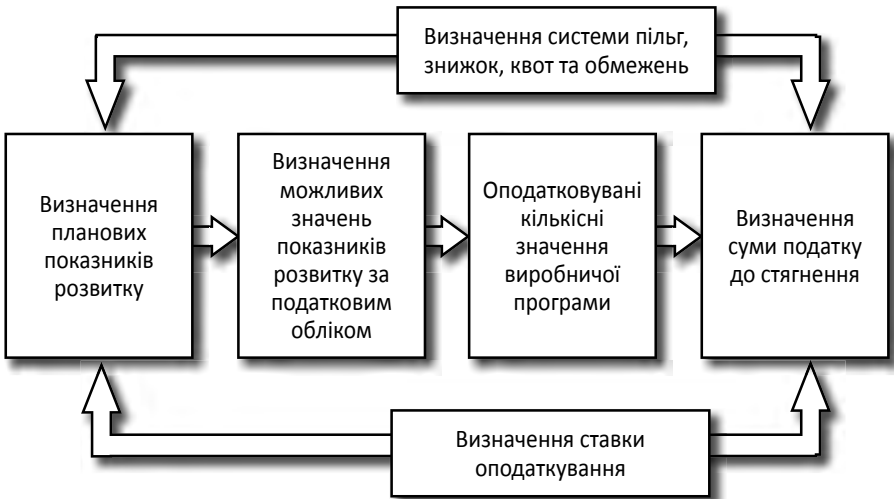 Визначення системи пільг,
знижок, квот та обмежень
Визначення
планових
показників
розвитку
Визначення
можливих
значень
показників
розвитку за
податковим
обліком
Оподатковувані
кількісні
значення
виробничої
програми
Визначення
суми податку
до стягнення
Визначення ставки
оподаткування